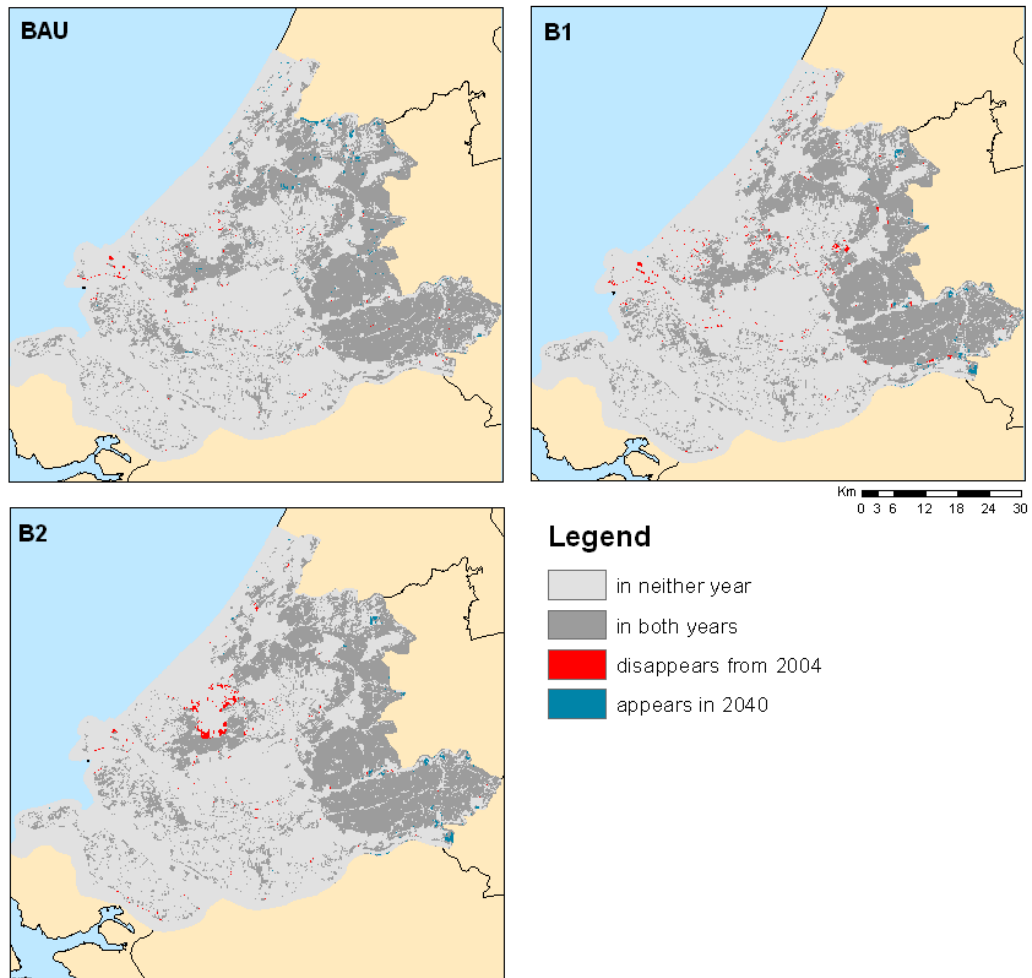 BAU
B1
Km
0 3 6 12 18 24 30
B2
Legend
in neither year
in both years
disappears from 2004
appears in 2040